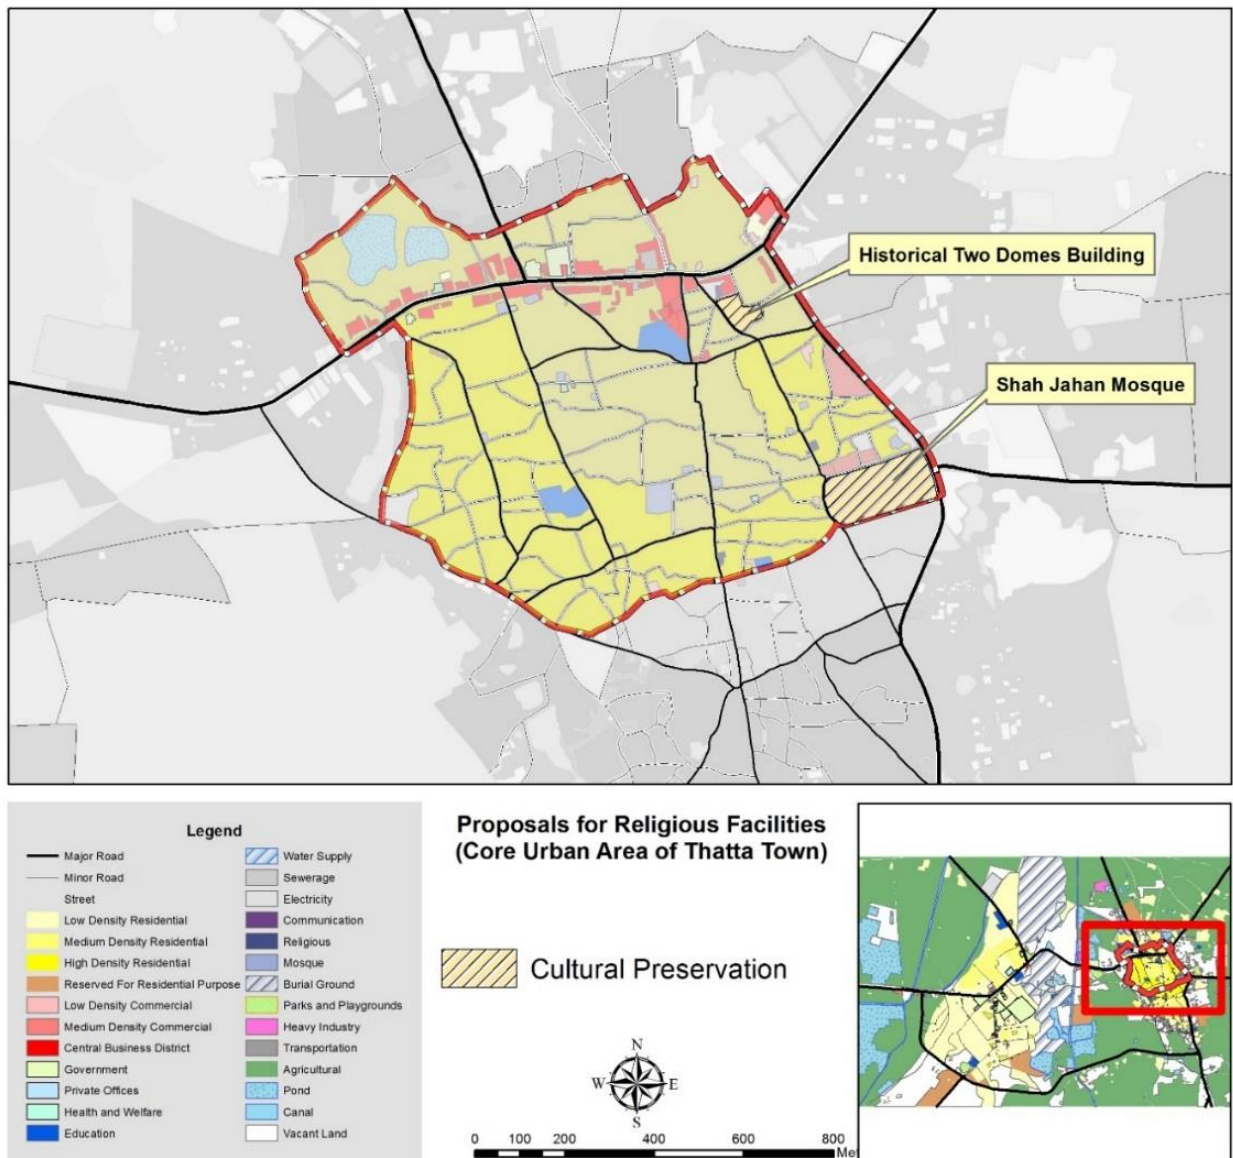 Historical Two Domes Building
Shah Jahan Mosque
Legend
Major Road
Minor Road
Street
Low Density Residential
Medium Density Residential
High Density Residential
Reserved For Residential Purpose
Low Density Commercial
Medium Density Commercial
Central Business District
Government
Private Offices
Health and Welfare
Education
Water Supply
Sewerage
Electricity
Communication
Religious
Mosque
Burial Ground
Parks and Playgrounds
Heavy Industry
Transportation
Agricultural
Pond
Canal
Vacant Land
Proposals for Religious Facilities
(Core Urban Area of Thatta Town)
Cultural Preservation
N
W E
S
0 100 200 400 600 800
Met